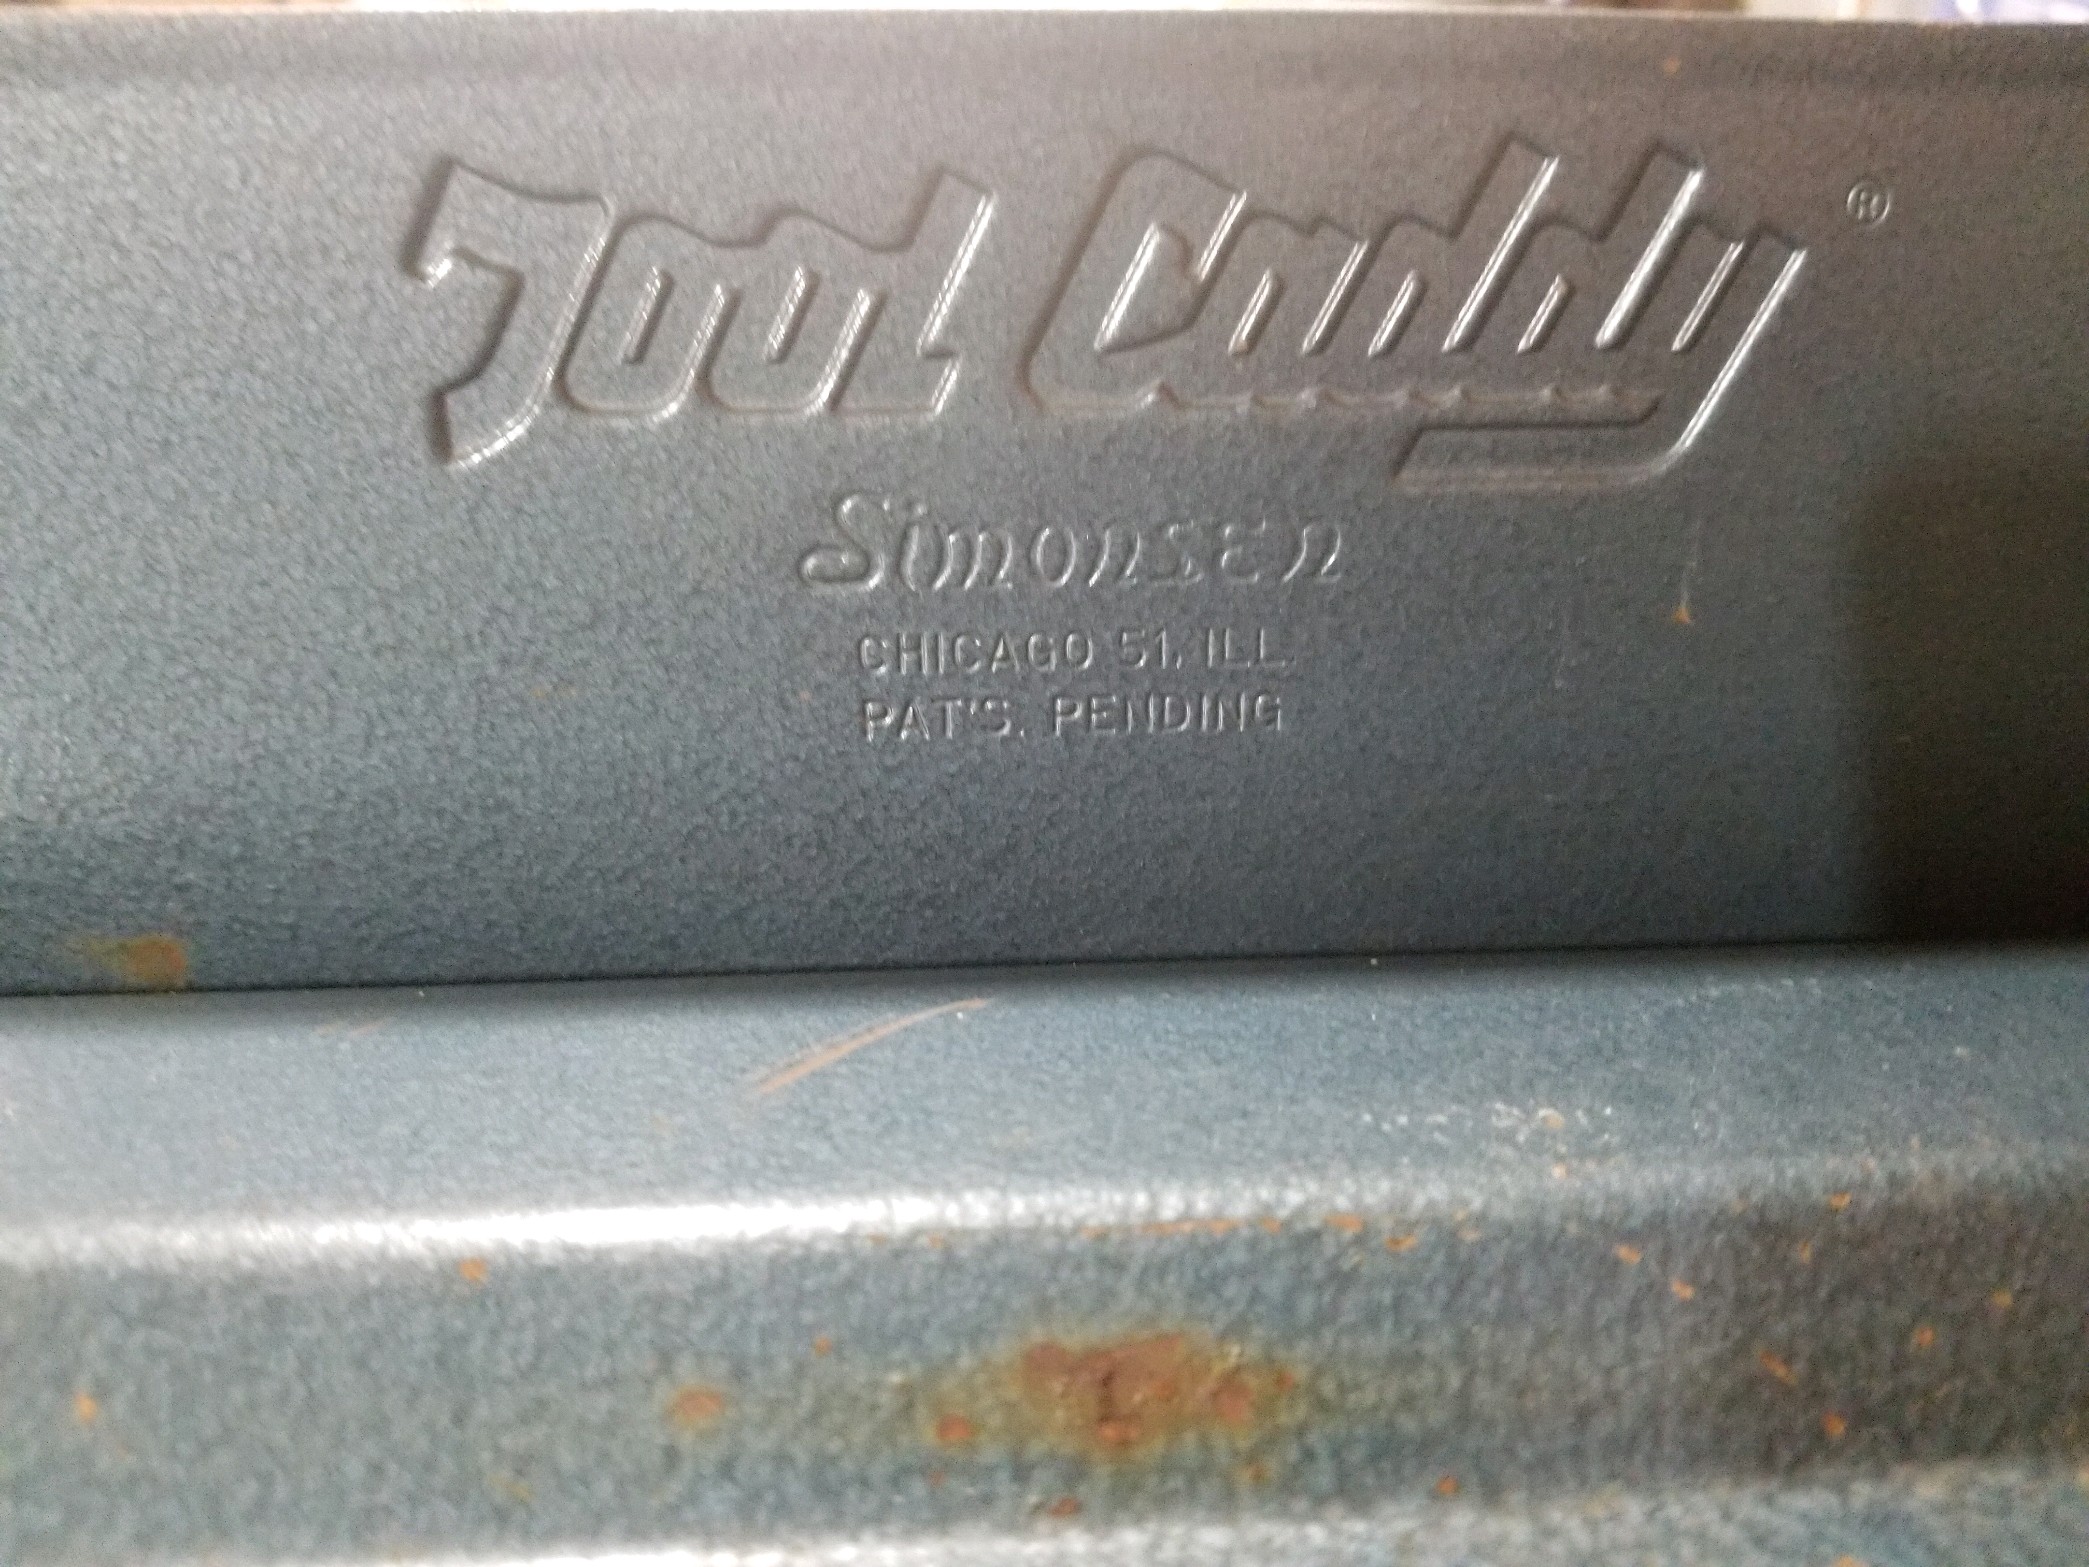 Tool Caddy ®
Simonsen
CHICAGO 51, ILL.
PAT'S. PENDING